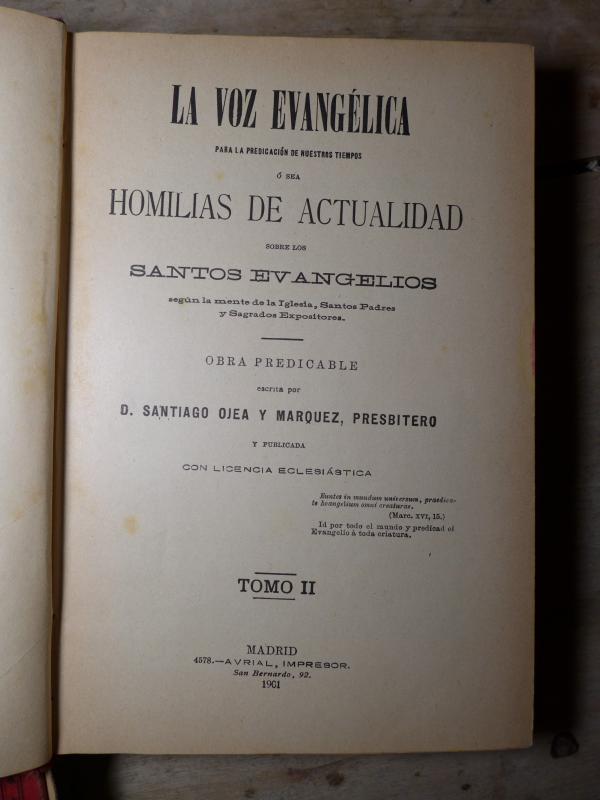 LA VOZ EVANGÉLICA
PARA LA PREDICACIÓN DE NUESTROS TIEMPOS
Ó SEA
HOMILIAS DE ACTUALIDAD
SOBRE LOS
SANTOS EVANGELIOS
según la mente de la Iglesia, Santos Padres
y Sagrados Expositores.
OBRA PREDICABLE
escrita por
D. SANTIAGO OJEA Y MARQUEZ, PRESBITERO
Y PUBLICADA
CON LICENCIA ECLESIÁSTICA
Euntes in mundum universum, praedica-
te evangelium omni creaturae.
(Marc. XVI, 15.)
Id por todo el mundo y predicad el
Evangelio á toda criatura.
TOMO II
MADRID
4578.—AVRIAL, IMPRESOR.
San Bernardo, 92.
1901